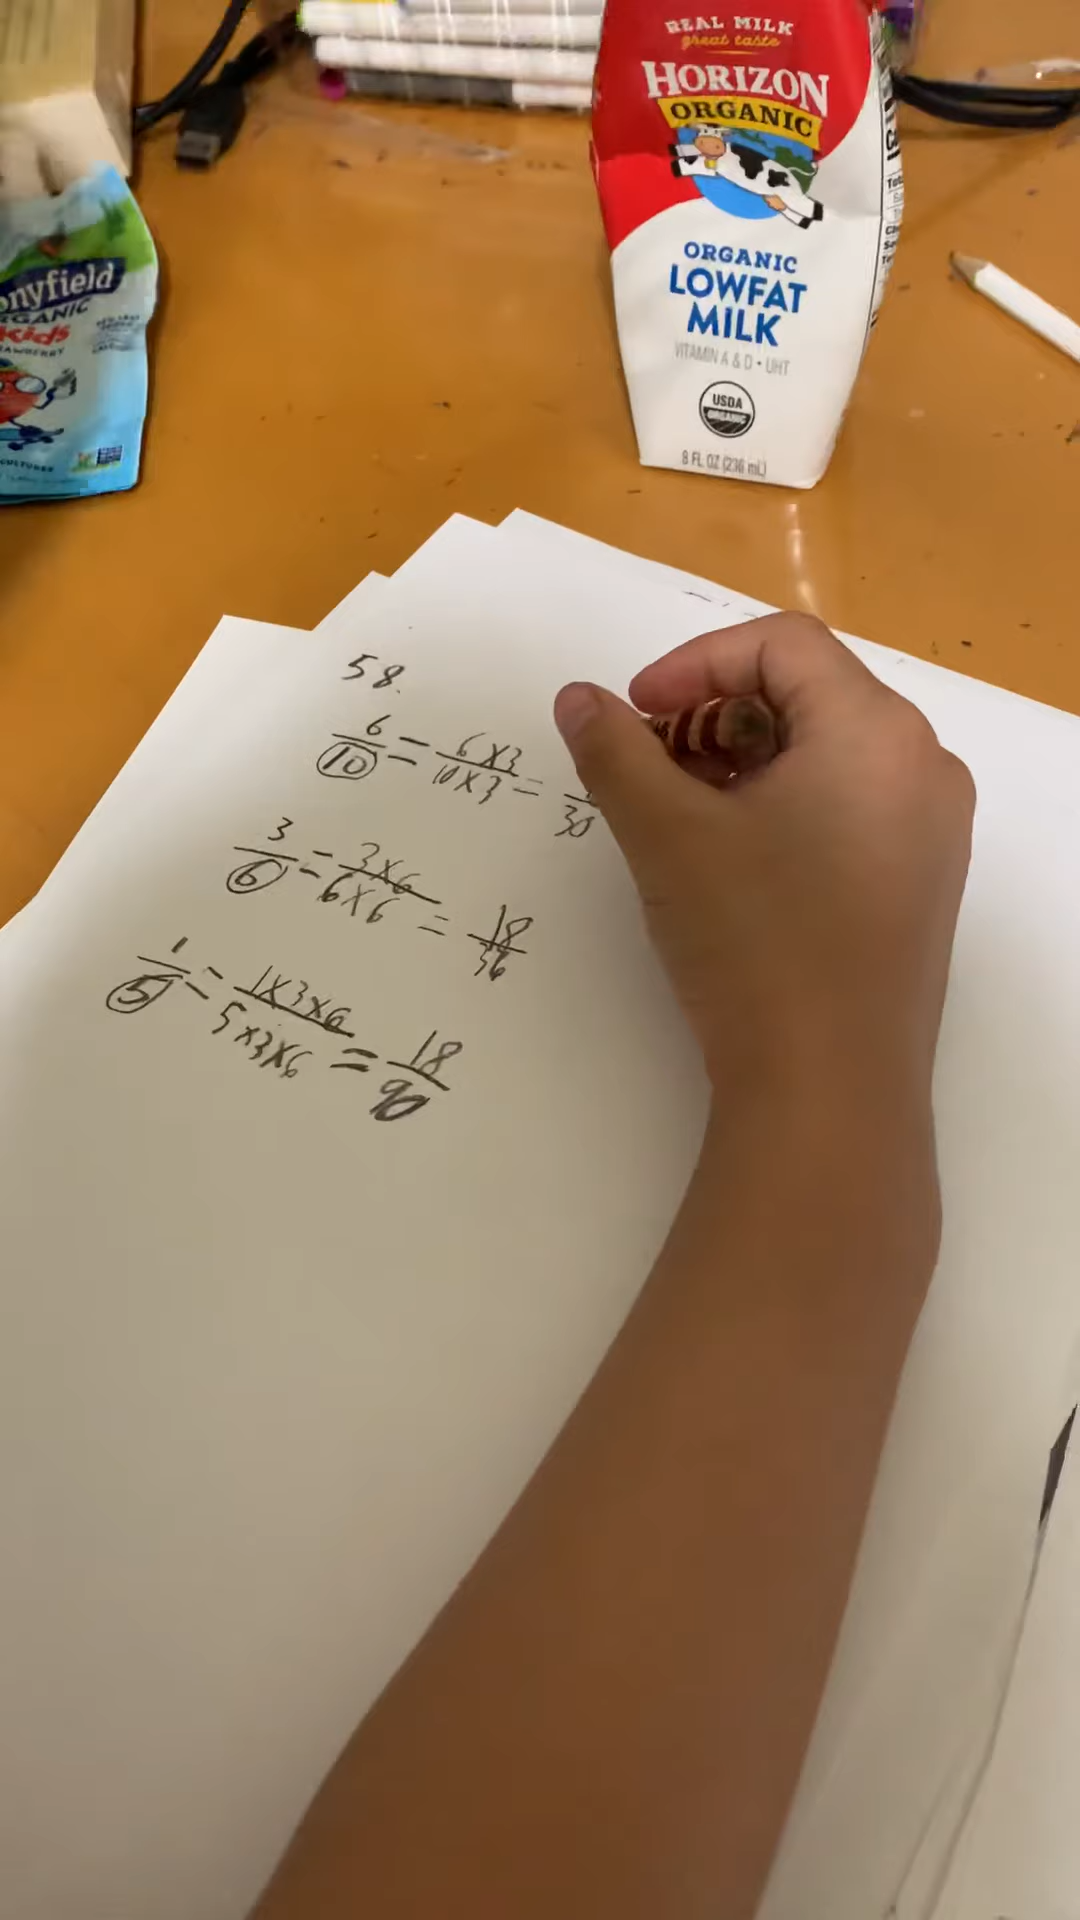 REAL MILK
great taste
HORIZON
ORGANIC
ORGANIC
LOWFAT
MILK
VITAMIN A & D • UHT
USDA
ORGANIC
8 FL OZ (236 mL)
nyfield
GANIC
Kids
CULTURES
58.
6/10 = 6×3/10×3 = /30
3/6 = 3×6/6×6 = 18/36
1/5 = 1×3×6/5×3×6 = 18/90